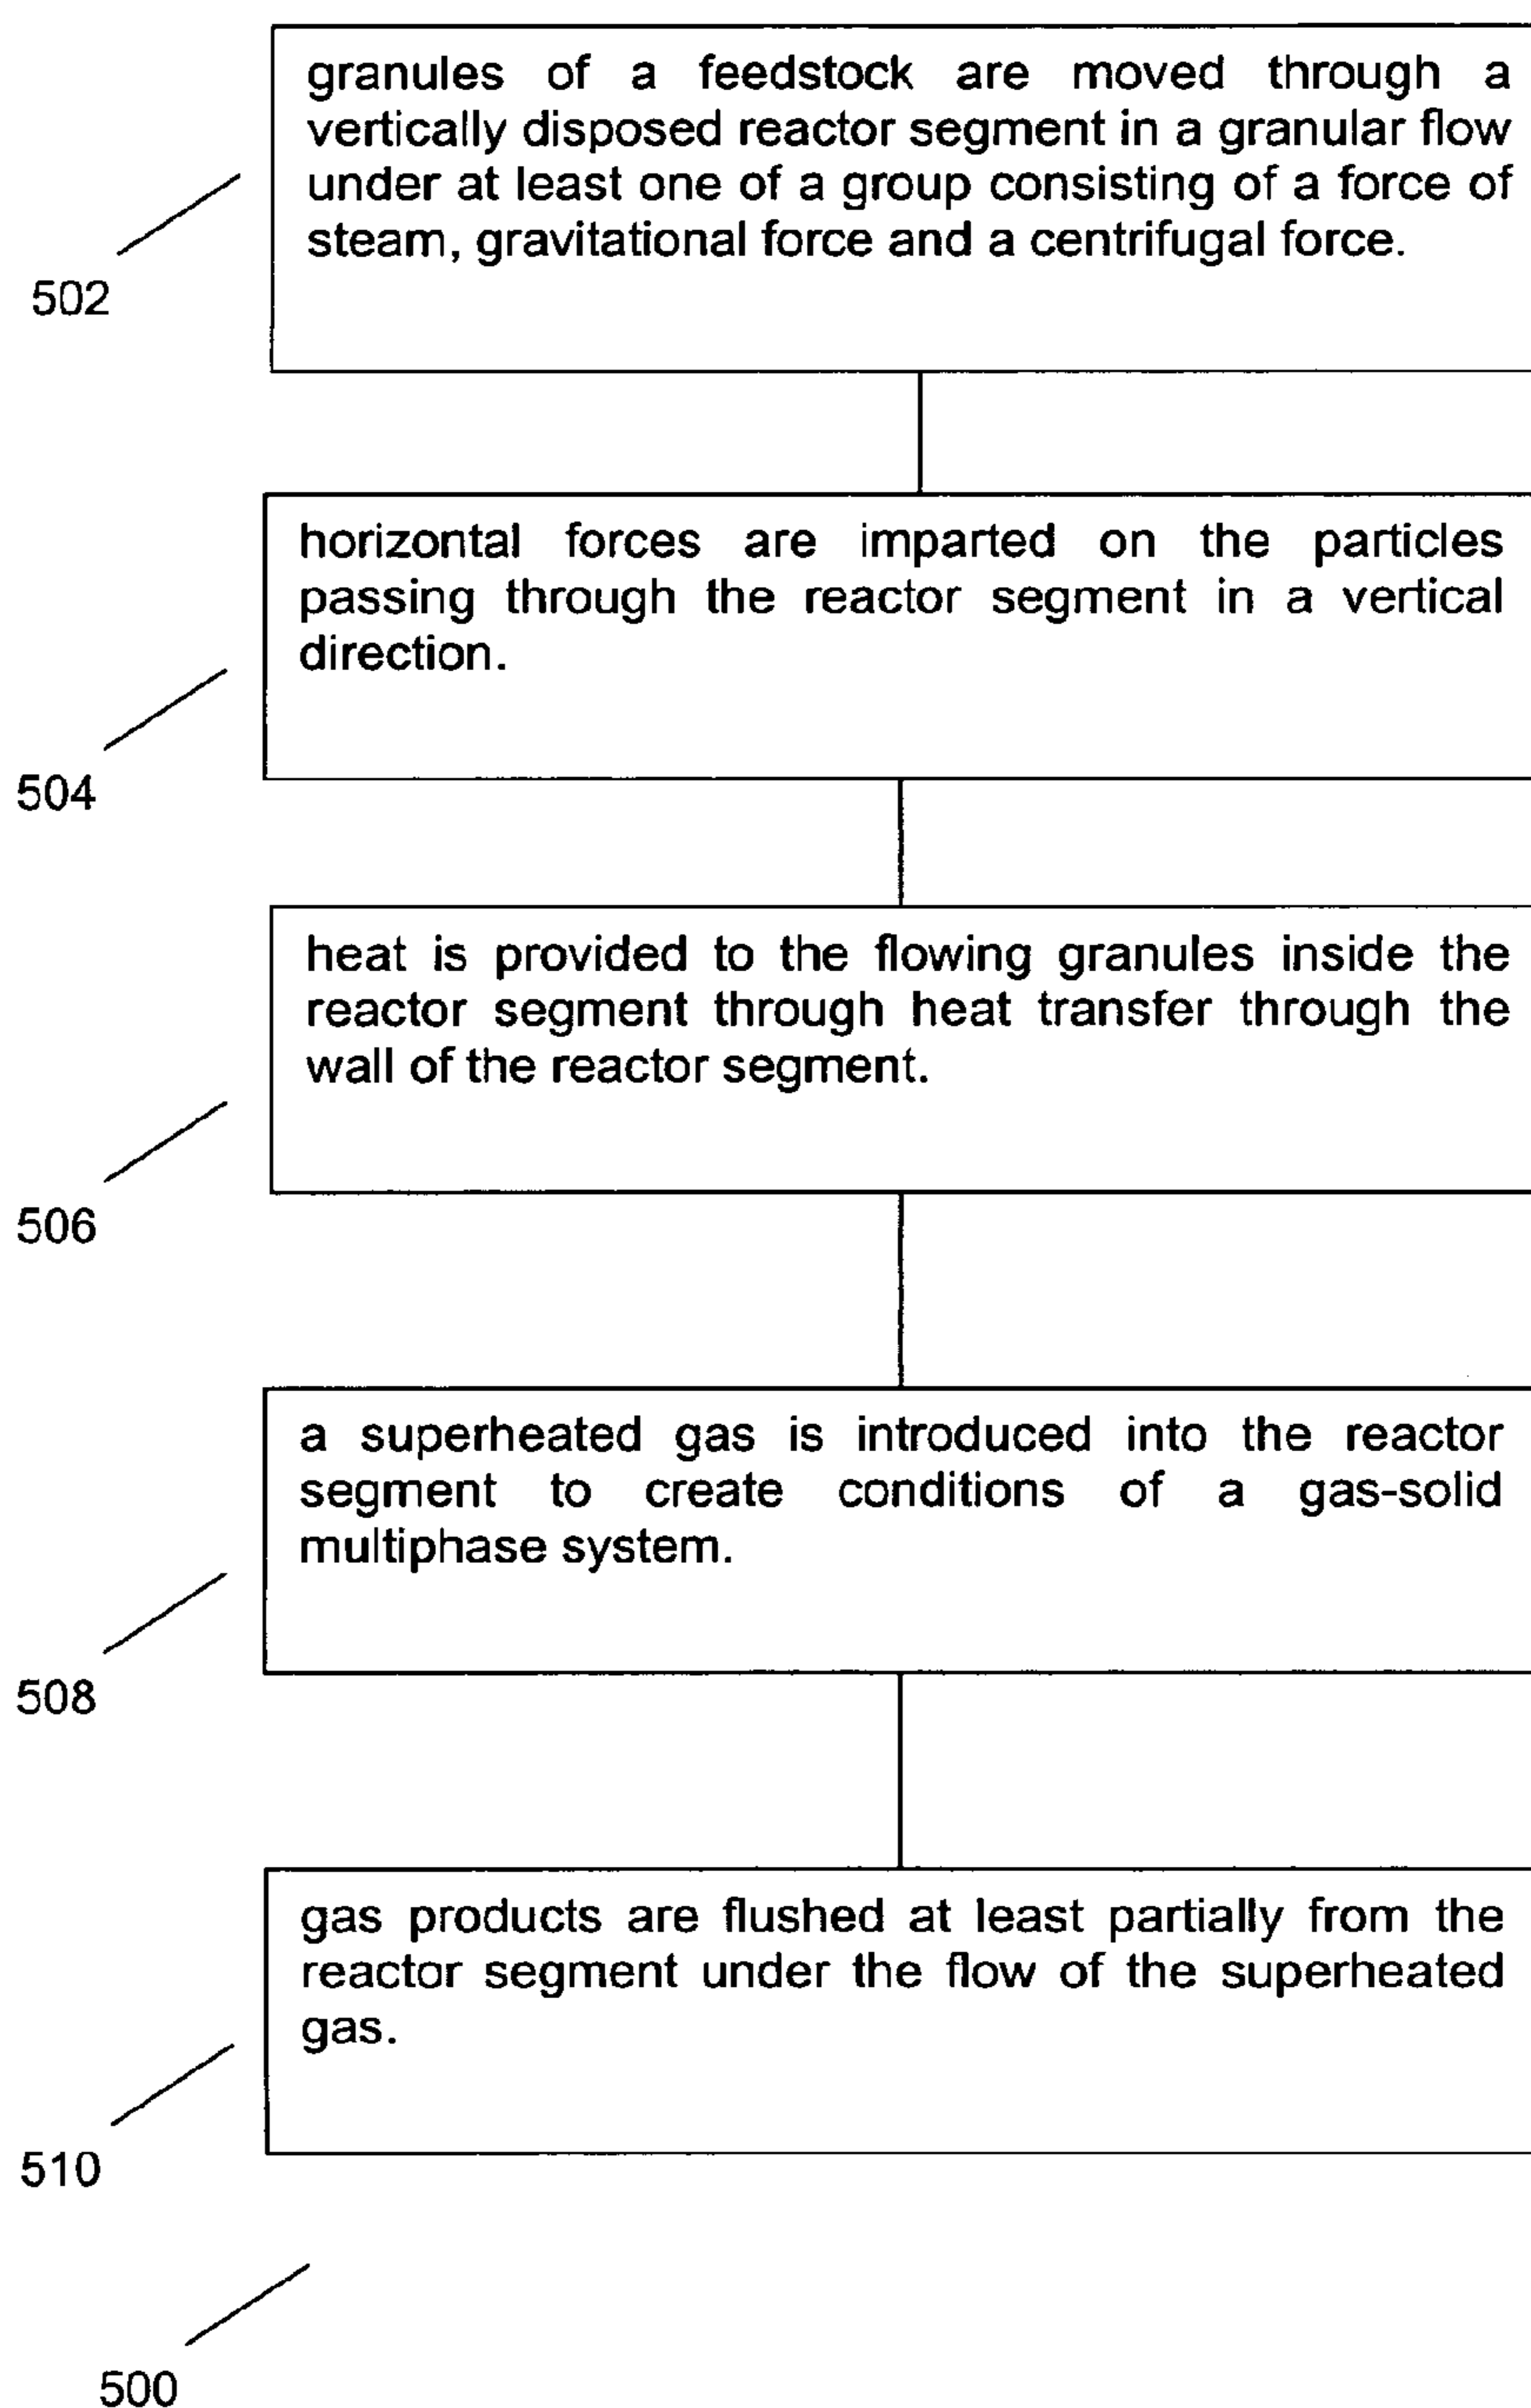 granules of a feedstock are moved through a
vertically disposed reactor segment in a granular flow
under at least one of a group consisting of a force of
steam, gravitational force and a centrifugal force.
502
horizontal forces are imparted on the particles
passing through the reactor segment in a vertical
direction.
504
heat is provided to the flowing granules inside the
reactor segment through heat transfer through the
wall of the reactor segment.
506
a superheated gas is introduced into the reactor
segment to create conditions of a gas-solid
multiphase system.
508
gas products are flushed at least partially from the
reactor segment under the flow of the superheated
gas.
510
500